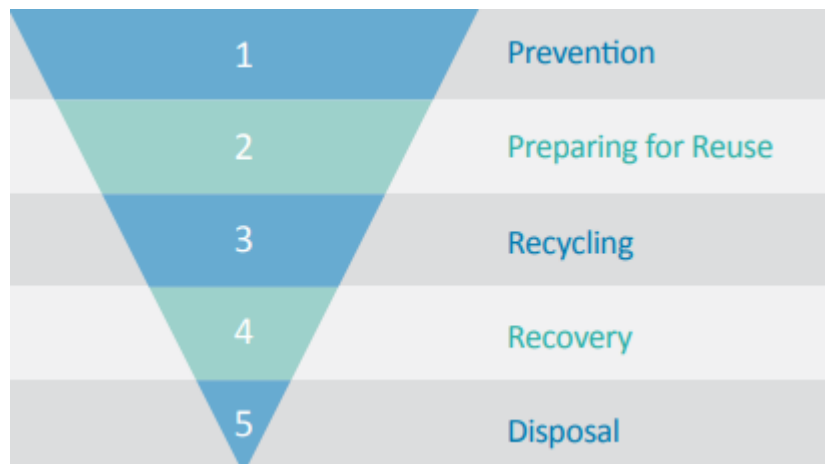 1 Prevention
2 Preparing for Reuse
3 Recycling
4 Recovery
5 Disposal